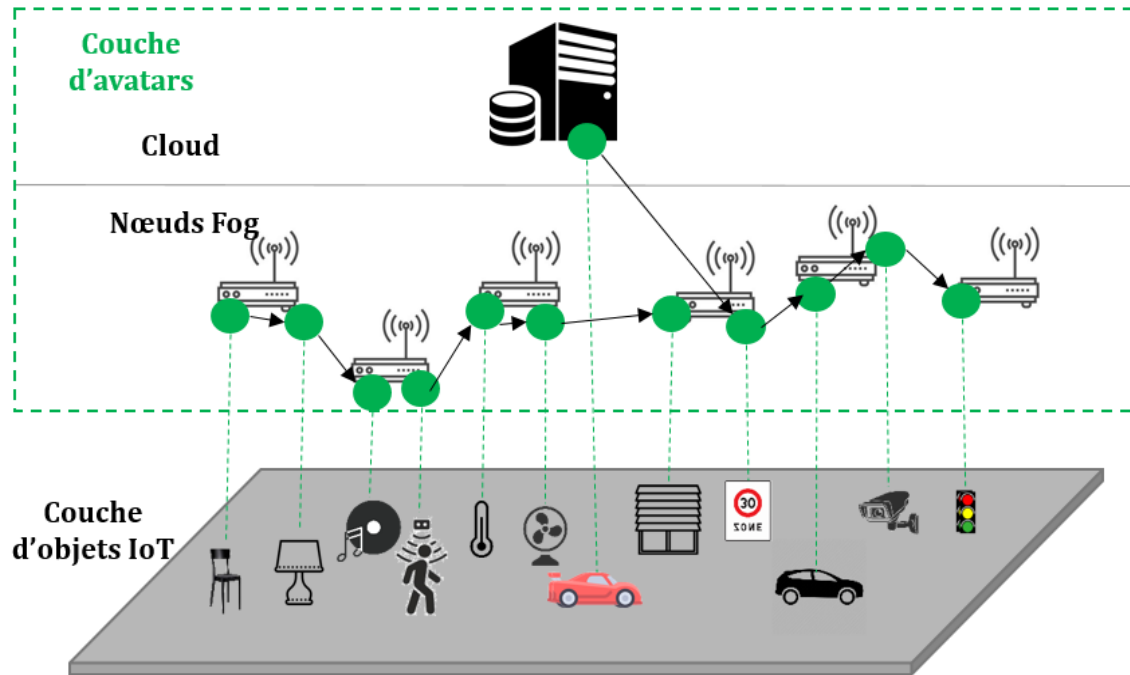 Couche
d'avatars
Cloud
Nœuds Fog
Couche
d'objets IoT
30
ZONE